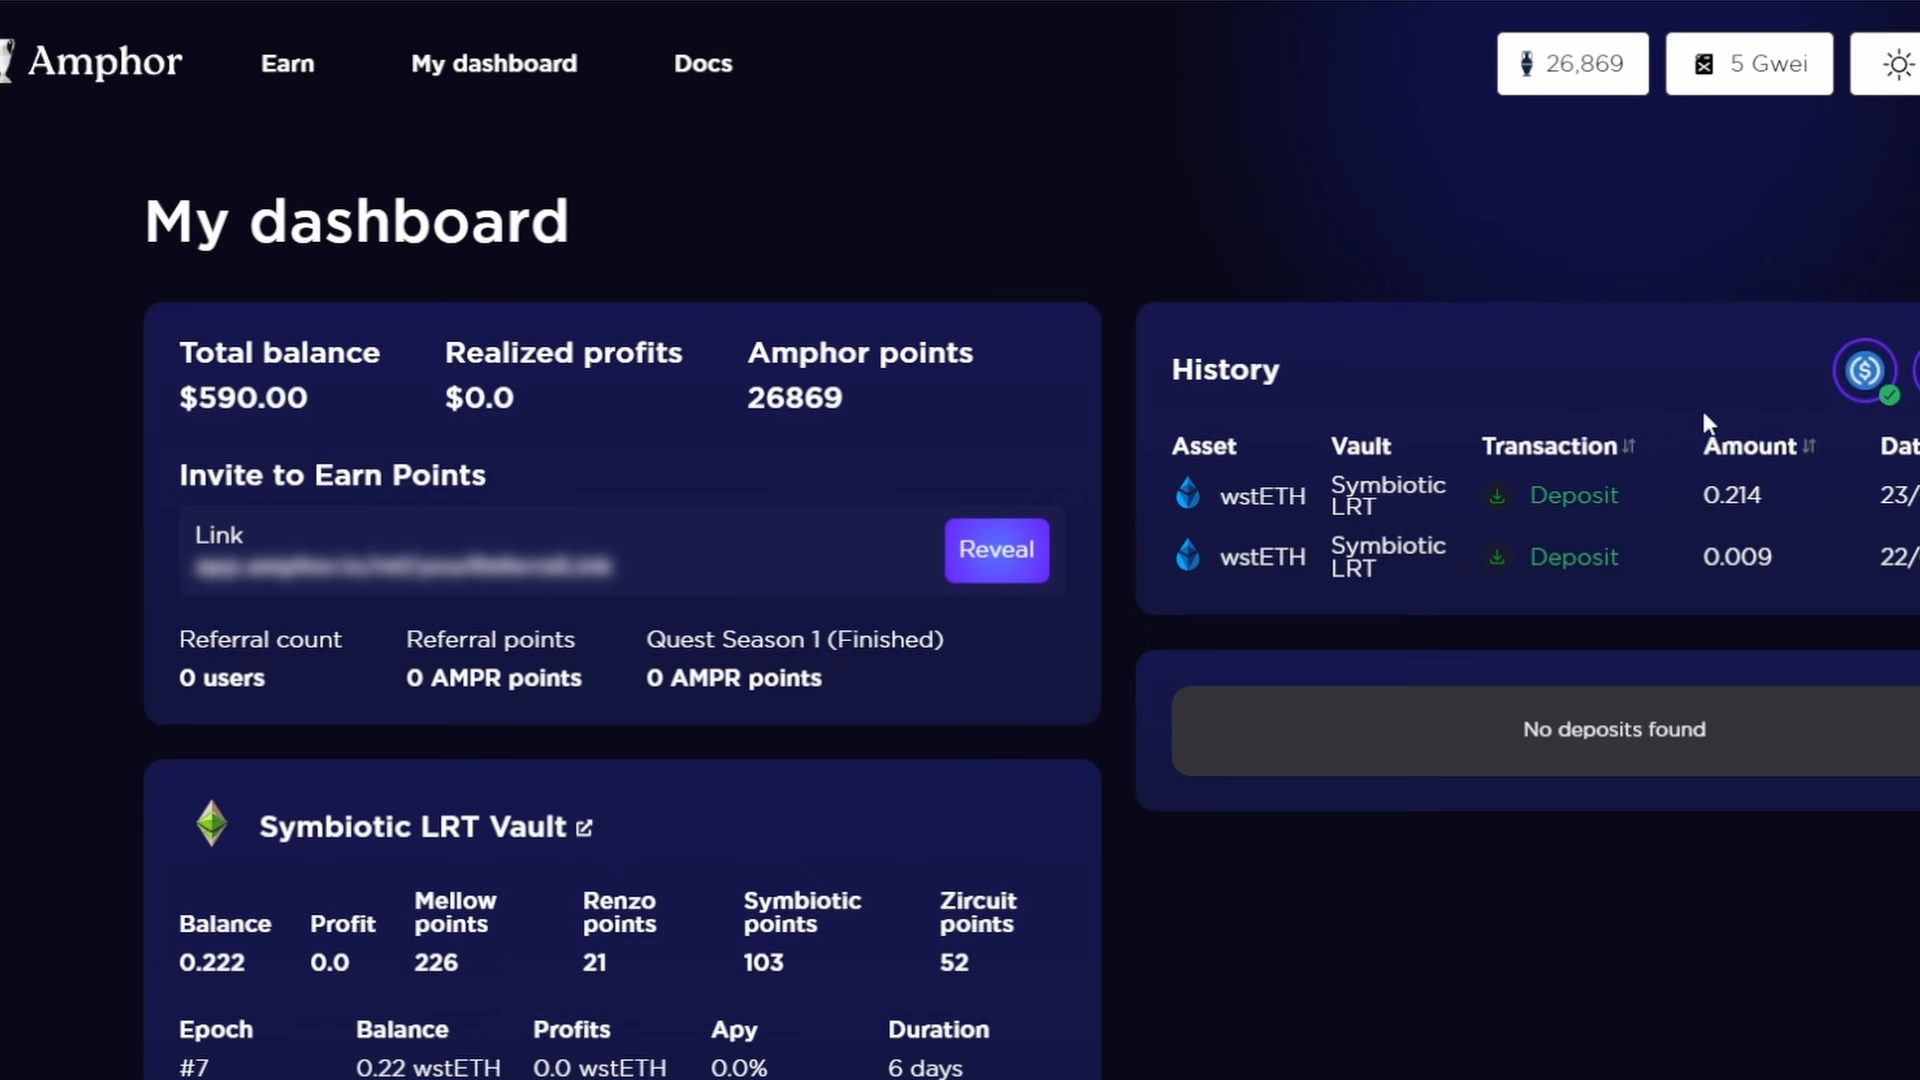 Amphor
Earn
My dashboard
Docs
26,869
5 Gwei
My dashboard
Total balance
$590.00
Realized profits
$0.0
Amphor points
26869
Invite to Earn Points
Link
Reveal
Referral count
0 users
Referral points
0 AMPR points
Quest Season 1 (Finished)
0 AMPR points
History
Asset Vault Transaction Amount Dat
wstETH Symbiotic LRT Deposit 0.214 23/
wstETH Symbiotic LRT Deposit 0.009 22/
No deposits found
Symbiotic LRT Vault
Balance
0.222
Profit
0.0
Mellow points
226
Renzo points
21
Symbiotic points
103
Zircuit points
52
Epoch Balance Profits Apy Duration
#7 0.22 wstETH 0.0 wstETH 0.0% 6 days